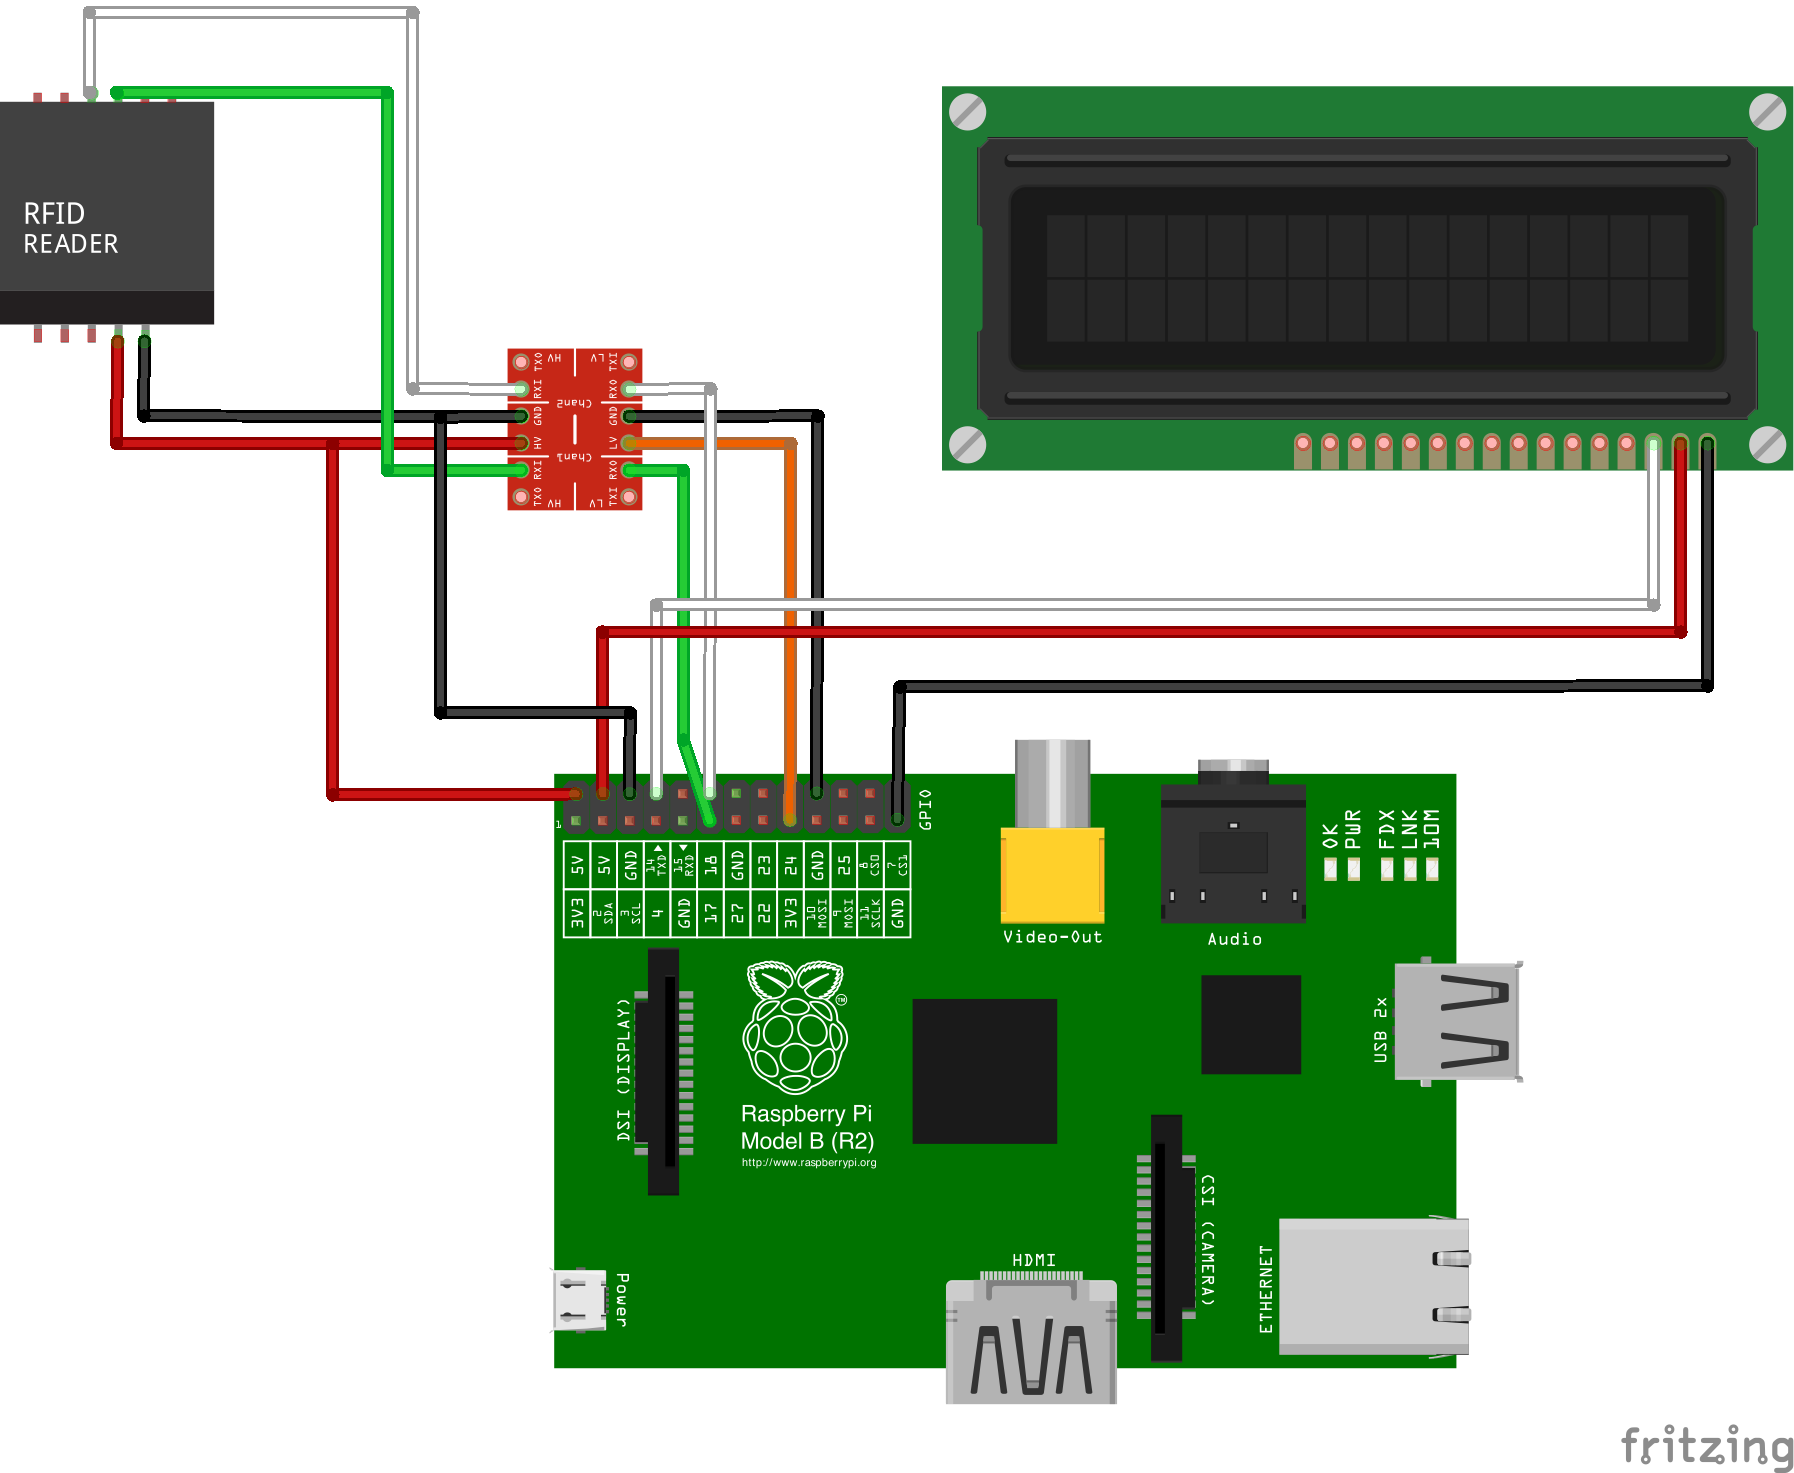 RFID
READER
TXO
HV
LV
TXI
RXI
RXO
Chan2
GND
GND
HV
LV
Chan1
RXI
RXO
TXO
HV
LV
TXI
1
GPIO
5V
5V
GND
14 TXD
15 RXD
18
GND
23
24
GND
25
8 CS0
7 CS1
3V3
2 SDA
3 SCL
4
GND
17
27
22
3V3
10 MOSI
9 MOSI
11 SCLK
GND
Video-Out
Audio
OK
PWR
FDX
LNK
10M
USB 2x
DSI (DISPLAY)
TM
Raspberry Pi
Model B (R2)
http://www.raspberrypi.org
CSI (CAMERA)
HDMI
ETHERNET
Power
fritzing